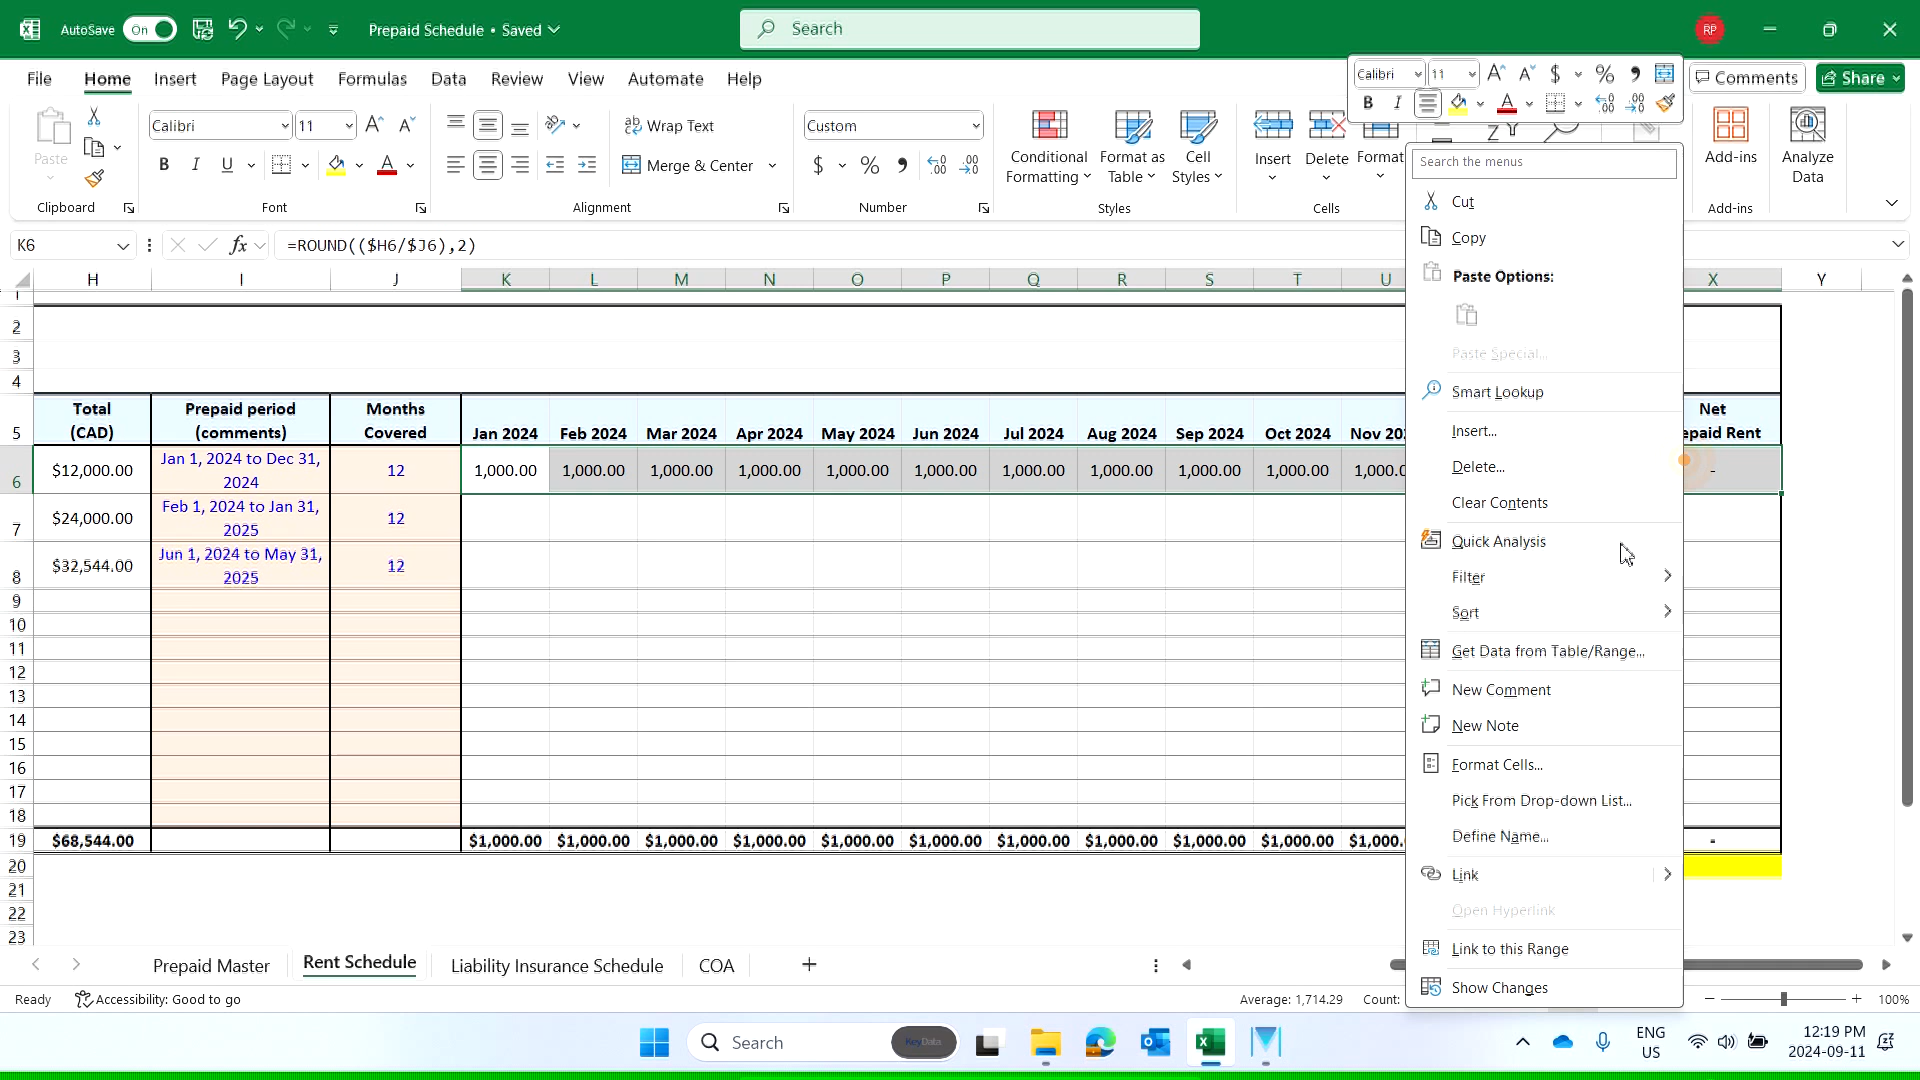 AutoSave On Prepaid Schedule • Saved Search RP
File Home Insert Page Layout Formulas Data Review View Automate Help Comments Share
Calibri 11 $ %
B I A
Paste
Calibri 11
B I U A
Wrap Text
Merge & Center
Custom
$ %
Conditional Formatting
Format as Table
Cell Styles
Insert Delete Format
Add-ins
Analyze Data
Clipboard Font Alignment Number Styles Cells Add-ins
K6 fx =ROUND(($H6/$J6),2)
H I J K L M N O P Q R S T U X Y
1
2
3
4
5 Total (CAD) Prepaid period (comments) Months Covered Jan 2024 Feb 2024 Mar 2024 Apr 2024 May 2024 Jun 2024 Jul 2024 Aug 2024 Sep 2024 Oct 2024 Nov 20 Net epaid Rent
6 $12,000.00 Jan 1, 2024 to Dec 31, 2024 12 1,000.00 1,000.00 1,000.00 1,000.00 1,000.00 1,000.00 1,000.00 1,000.00 1,000.00 1,000.00 1,000.0 -
7 $24,000.00 Feb 1, 2024 to Jan 31, 2025 12
8 $32,544.00 Jun 1, 2024 to May 31, 2025 12
9
10
11
12
13
14
15
16
17
18
19 $68,544.00 $1,000.00 $1,000.00 $1,000.00 $1,000.00 $1,000.00 $1,000.00 $1,000.00 $1,000.00 $1,000.00 $1,000.00 $1,000. -
20
21
22
23
Search the menus
Cut
Copy
Paste Options:
Paste Special...
Smart Lookup
Insert...
Delete...
Clear Contents
Quick Analysis
Filter
Sort
Get Data from Table/Range...
New Comment
New Note
Format Cells...
Pick From Drop-down List...
Define Name...
Link
Open Hyperlink
Link to this Range
Show Changes
Prepaid Master Rent Schedule Liability Insurance Schedule COA
Ready Accessibility: Good to go Average: 1,714.29 Count: 100%
Search KeyData ENG US 12:19 PM 2024-09-11